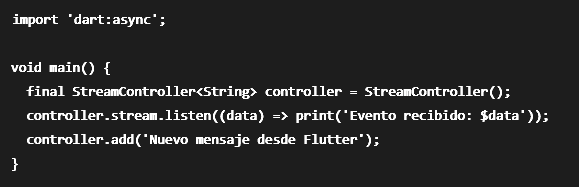 import 'dart:async';
void main() {
final StreamController<String> controller = StreamController();
controller.stream.listen((data) => print('Evento recibido: $data'));
controller.add('Nuevo mensaje desde Flutter');
}